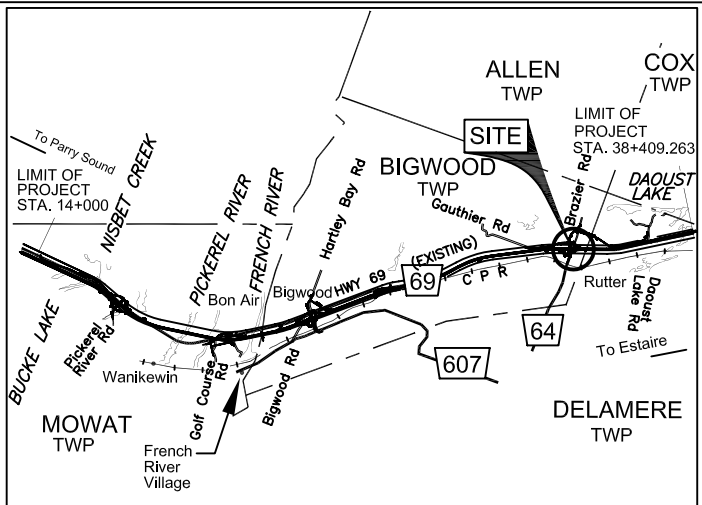 ALLEN
TWP
COX
TWP
LIMIT OF
PROJECT
STA. 38+409.263
SITE
To Parry Sound
LIMIT OF
PROJECT
STA. 14+000
NISBET CREEK
PICKEREL RIVER
FRENCH RIVER
Hartley Bay Rd
BIGWOOD
TWP
Gauthier Rd
Brazier Rd
DAOUST
LAKE
BUCKE LAKE
Pickerel
River Rd
Bon Air
Bigwood
HWY 69 (EXISTING)
69
C P R
Rutter
Daoust
Lake Rd
To Estaire
Wanikewin
Golf Course
Rd
Bigwood Rd
607
64
MOWAT
TWP
French
River
Village
DELAMERE
TWP